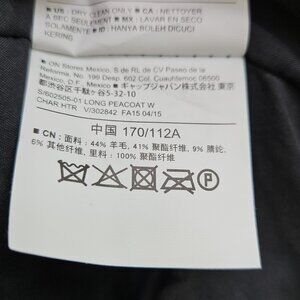 US : DRY CLEAN ONLY ■ CA : NETTOYER
À SEC SEULEMENT ■ MX : LAVAR EN SECO
SOLAMENTE ■ ID : HANYA BOLEH DICUCI
KERING
■ ON Stores Mexico, S de RL de CV Paseo de la
Reforma, No. 199 Desp. 602 Col. Cuauhtemoc 06500
Mexico, D.F. Mexico ■ ギャップジャパン株式会社 東京
都渋谷区千駄ヶ谷5-32-10
S/602505-01 LONG PEACOAT W
CHAR HTR V/302842 FA15 04/15
中国 170/112A
■ CN : 面料 : 44% 羊毛, 41% 聚酯纤维, 9% 腈纶,
6% 其他纤维, 里料 : 100% 聚酯纤维
P